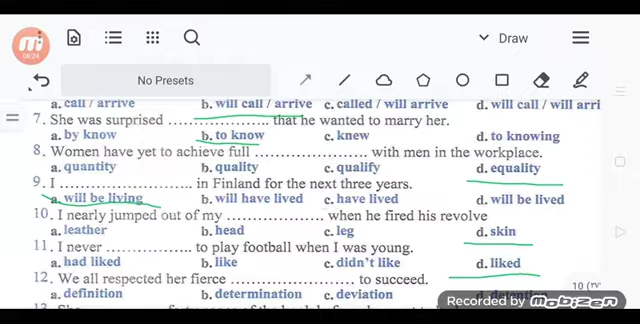 Draw
No Presets
a. call / arrive b. will call / arrive c. called / will arrive d. will call / will arri
7. She was surprised ………………… that he wanted to marry her.
a. by know b. to know c. knew d. to knowing
8. Women have yet to achieve full ………………… with men in the workplace.
a. quantity b. quality c. qualify d. equality
9. I ………………… in Finland for the next three years.
a. will be living b. will have lived c. have lived d. will be lived
10. I nearly jumped out of my ………………… when he fired his revolve
a. leather b. head c. leg d. skin
11. I never ………………… to play football when I was young.
a. had liked b. like c. didn't like d. liked
12. We all respected her fierce ………………… to succeed.
a. definition b. determination c. deviation d. detention
Recorded by Mobizen